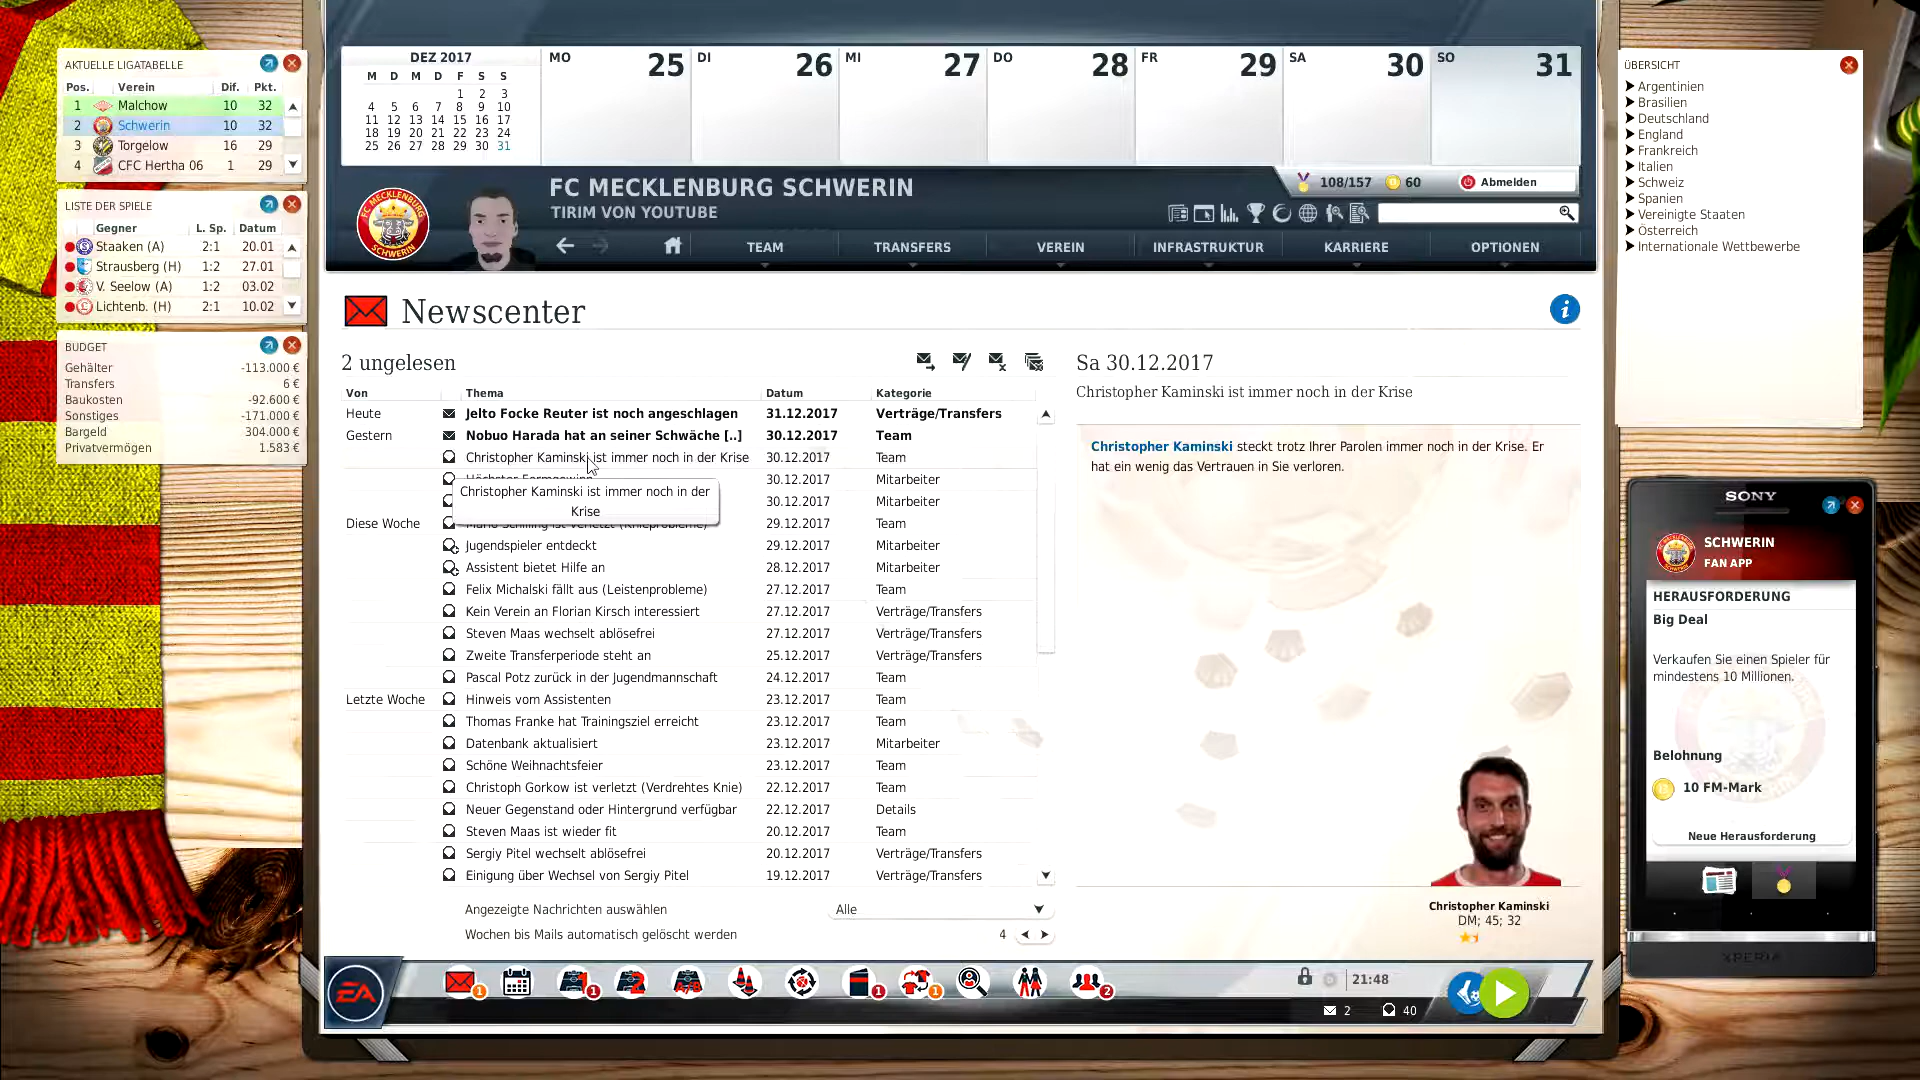 AKTUELLE LIGATABELLE
Pos. Verein Dif. Pkt.
1 Malchow 10 32
2 Schwerin 10 32
3 Torgelow 16 29
4 CFC Hertha 06 1 29
LISTE DER SPIELE
Gegner L. Sp. Datum
Staaken (A) 2:1 20.01
Strausberg (H) 1:2 27.01
V. Seelow (A) 1:2 03.02
Lichtenb. (H) 2:1 10.02
BUDGET
Gehälter -113.000 €
Transfers 6 €
Baukosten -92.600 €
Sonstiges -171.000 €
Bargeld 304.000 €
Privatvermögen 1.583 €
DEZ 2017
M D M D F S S
1 2 3
4 5 6 7 8 9 10
11 12 13 14 15 16 17
18 19 20 21 22 23 24
25 26 27 28 29 30 31
MO 25
DI 26
MI 27
DO 28
FR 29
SA 30
SO 31
FC MECKLENBURG SCHWERIN
TIRIM VON YOUTUBE
108/157 60 Abmelden
TEAM TRANSFERS VEREIN INFRASTRUKTUR KARRIERE OPTIONEN
Newscenter
2 ungelesen
Von Thema Datum Kategorie
Heute Jelto Focke Reuter ist noch angeschlagen 31.12.2017 Verträge/Transfers
Gestern Nobuo Harada hat an seiner Schwäche [..] 30.12.2017 Team
Christopher Kaminski ist immer noch in der Krise 30.12.2017 Team
30.12.2017 Mitarbeiter
Christopher Kaminski ist immer noch in der
Krise
30.12.2017 Mitarbeiter
Diese Woche Mario Schilling ist verletzt (Knieprobleme) 29.12.2017 Team
Jugendspieler entdeckt 29.12.2017 Mitarbeiter
Assistent bietet Hilfe an 28.12.2017 Mitarbeiter
Felix Michalski fällt aus (Leistenprobleme) 27.12.2017 Team
Kein Verein an Florian Kirsch interessiert 27.12.2017 Verträge/Transfers
Steven Maas wechselt ablösefrei 27.12.2017 Verträge/Transfers
Zweite Transferperiode steht an 25.12.2017 Verträge/Transfers
Pascal Potz zurück in der Jugendmannschaft 24.12.2017 Team
Letzte Woche Hinweis vom Assistenten 23.12.2017 Team
Thomas Franke hat Trainingsziel erreicht 23.12.2017 Team
Datenbank aktualisiert 23.12.2017 Mitarbeiter
Schöne Weihnachtsfeier 23.12.2017 Team
Christoph Gorkow ist verletzt (Verdrehtes Knie) 22.12.2017 Team
Neuer Gegenstand oder Hintergrund verfügbar 22.12.2017 Details
Steven Maas ist wieder fit 20.12.2017 Team
Sergiy Pitel wechselt ablösefrei 20.12.2017 Verträge/Transfers
Einigung über Wechsel von Sergiy Pitel 19.12.2017 Verträge/Transfers
Angezeigte Nachrichten auswählen Alle
Wochen bis Mails automatisch gelöscht werden 4
Sa 30.12.2017
Christopher Kaminski ist immer noch in der Krise
Christopher Kaminski steckt trotz Ihrer Parolen immer noch in der Krise. Er
hat ein wenig das Vertrauen in Sie verloren.
Christopher Kaminski
DM; 45; 32
EA
1 1 2 A/B 1 1 2
21:48
2 40
ÜBERSICHT
Argentinien
Brasilien
Deutschland
England
Frankreich
Italien
Schweiz
Spanien
Vereinigte Staaten
Österreich
Internationale Wettbewerbe
SONY
SCHWERIN
FAN APP
HERAUSFORDERUNG
Big Deal
Verkaufen Sie einen Spieler für
mindestens 10 Millionen.
Belohnung
10 FM-Mark
Neue Herausforderung
XPERIA